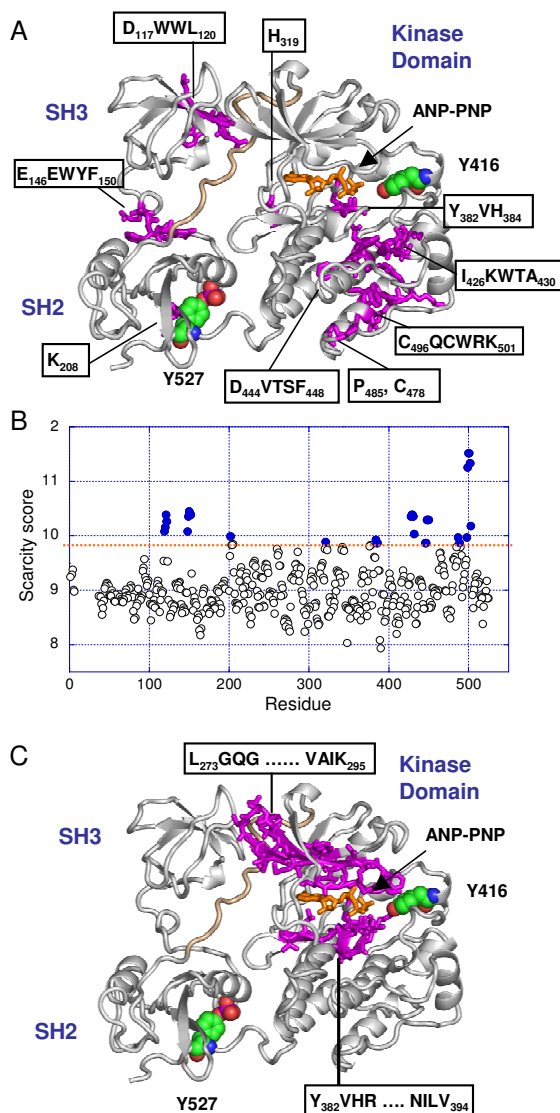 A
D117WWL120
H319
Kinase
Domain
SH3
ANP-PNP
Y416
E146EWYF150
Y382VH384
I426KWTA430
SH2
C496QCWRK501
K208
Y527
D444VTSF448
P485, C478
B
2
11
10
9
8
Scarcity score
0
100
200
300
400
500
Residue
C
L273GQG ...... VAIK295
Kinase
Domain
SH3
ANP-PNP
Y416
SH2
Y527
Y382VHR .... NILV394